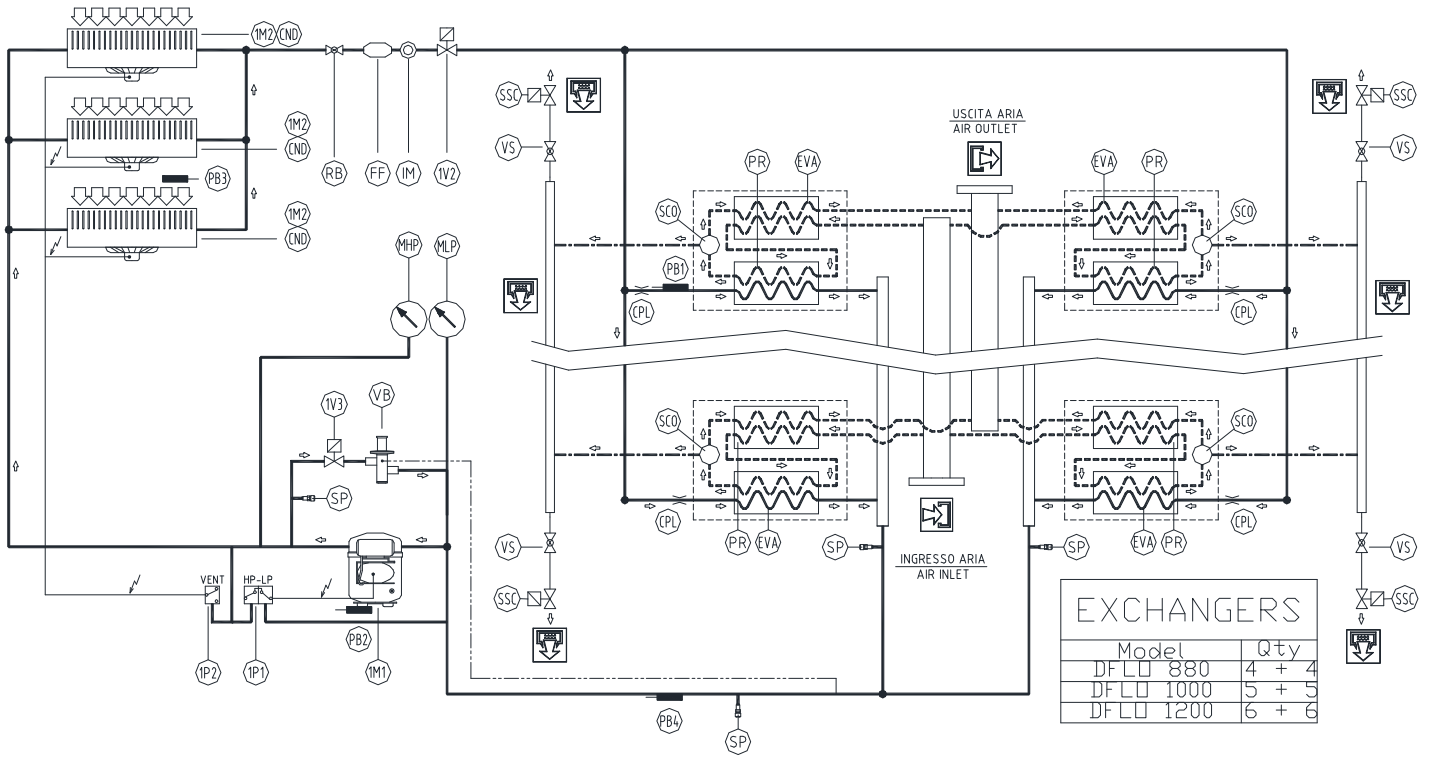 1M2 CND
1M2
CND
PB3
1M2
CND
RB
FF
IM
1V2
SSC
VS
USCITA ARIA
AIR OUTLET
SSC
VS
PR
EVA
EVA
PR
SCO
SCO
MHP
MLP
PB1
CPL
CPL
1V3
VB
SCO
SCO
SP
CPL
CPL
VS
PR
EVA
SP
INGRESSO ARIA
AIR INLET
SP
EVA
PR
VS
VENT
HP-LP
SSC
SSC
PB2
1P2
1P1
1M1
PB4
SP
EXCHANGERS
Model Qty
DFLO 880 4 + 4
DFLO 1000 5 + 5
DFLO 1200 6 + 6